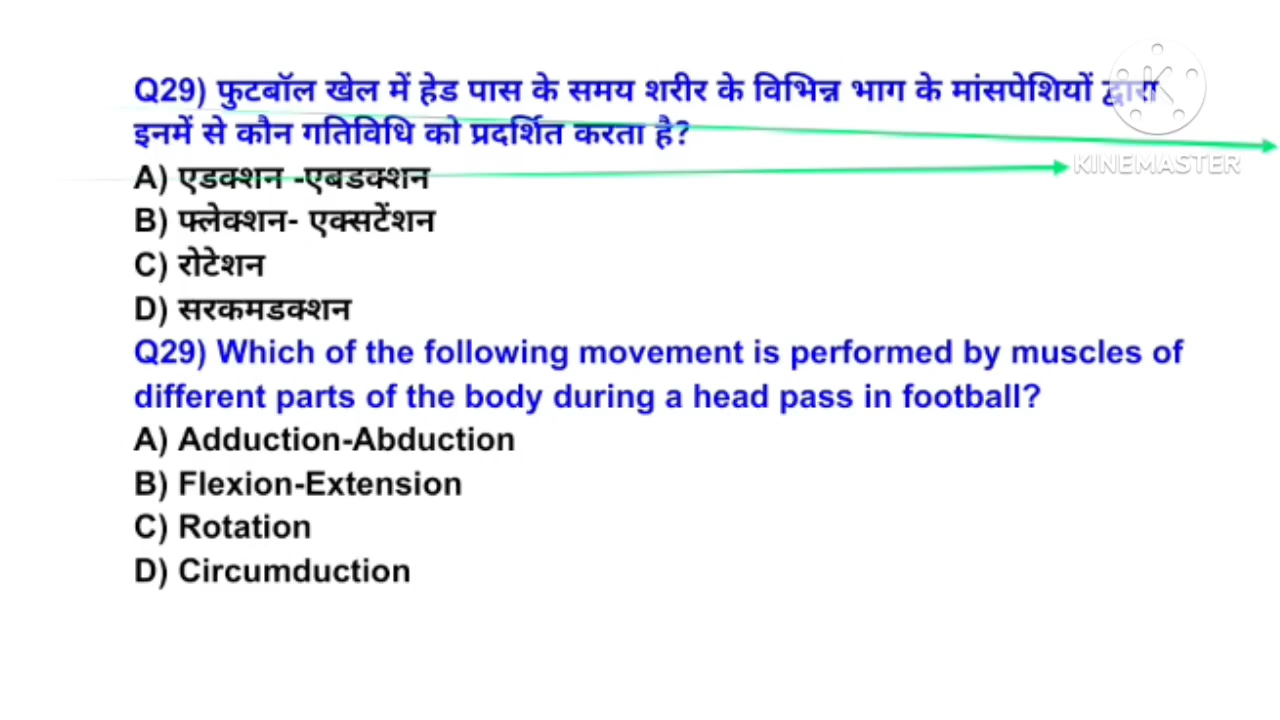 Q29) फुटबॉल खेल में हेड पास के समय शरीर के विभिन्न भाग के मांसपेशियों द्वारा
इनमें से कौन गतिविधि को प्रदर्शित करता है?
KINEMASTER
A) एडक्शन -एबडक्शन
B) फ्लेक्शन- एक्सटेंशन
C) रोटेशन
D) सरकमडक्शन
Q29) Which of the following movement is performed by muscles of
different parts of the body during a head pass in football?
A) Adduction-Abduction
B) Flexion-Extension
C) Rotation
D) Circumduction